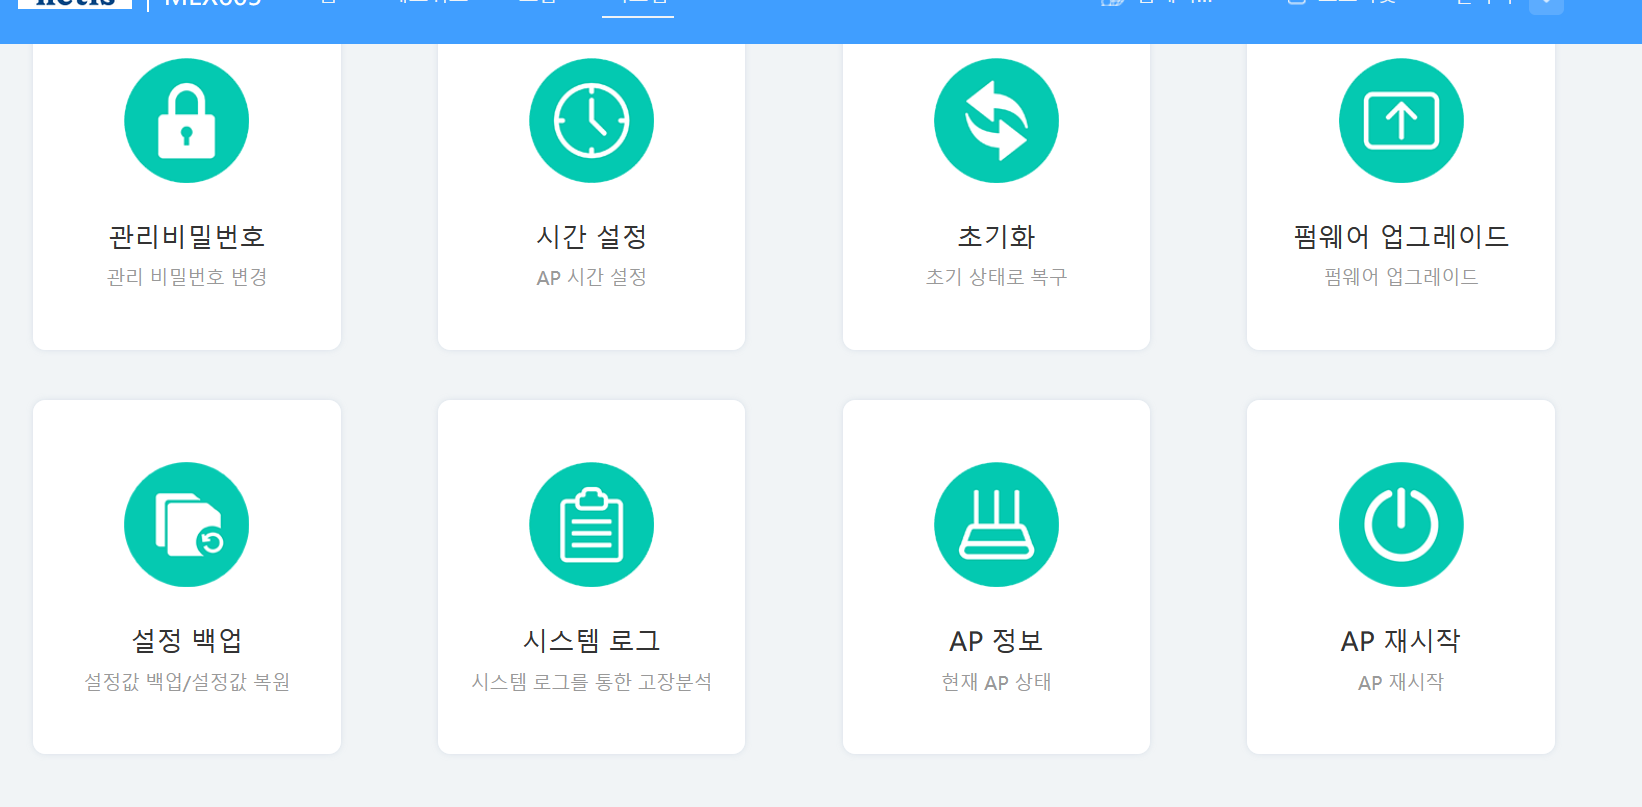 netis
MEX605
관리비밀번호
관리 비밀번호 변경
시간 설정
AP 시간 설정
초기화
초기 상태로 복구
펌웨어 업그레이드
펌웨어 업그레이드
설정 백업
설정값 백업/설정값 복원
시스템 로그
시스템 로그를 통한 고장분석
AP 정보
현재 AP 상태
AP 재시작
AP 재시작